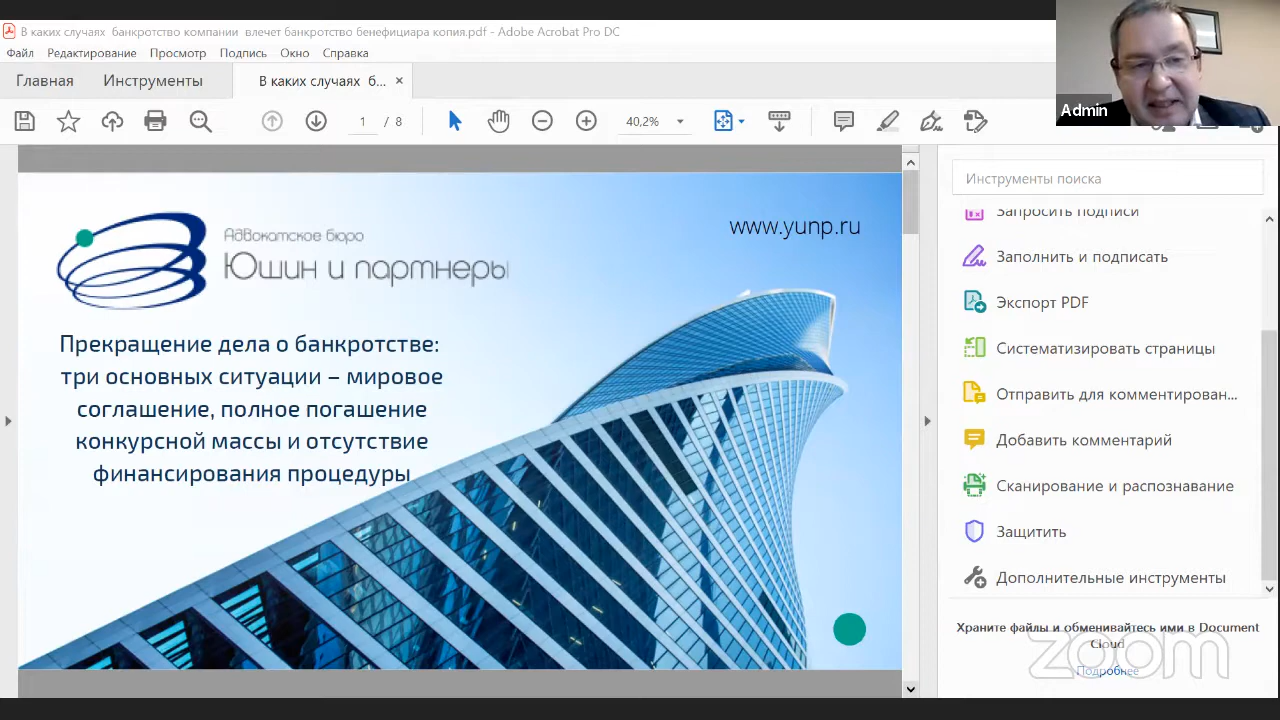 В каких случаях  банкротство компании  влечет банкротство бенефициара копия.pdf - Adobe Acrobat Pro DC
Файл Редактирование Просмотр Подпись Окно Справка
Главная Инструменты В каких случаях б... ×
1 / 8 40,2%
Admin
Инструменты поиска
Запросить подписи
Заполнить и подписать
Экспорт PDF
Систематизировать страницы
Отправить для комментирован...
Добавить комментарий
Сканирование и распознавание
Защитить
Дополнительные инструменты
Храните файлы и обменивайтесь ими в Document
Cloud
Подробнее
zoom
www.yunp.ru
Адвокатское бюро
Юшин и партнеры
Прекращение дела о банкротстве:
три основных ситуации – мировое
соглашение, полное погашение
конкурсной массы и отсутствие
финансирования процедуры